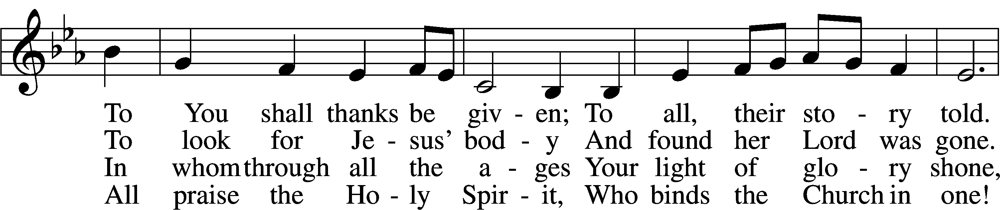 To You shall thanks be giv - en; To all, their sto - ry told.
To look for Je - sus’ bod - y And found her Lord was gone.
In whom through all the a - ges Your light of glo - ry shone,
All praise the Ho - ly Spir - it, Who binds the Church in one!